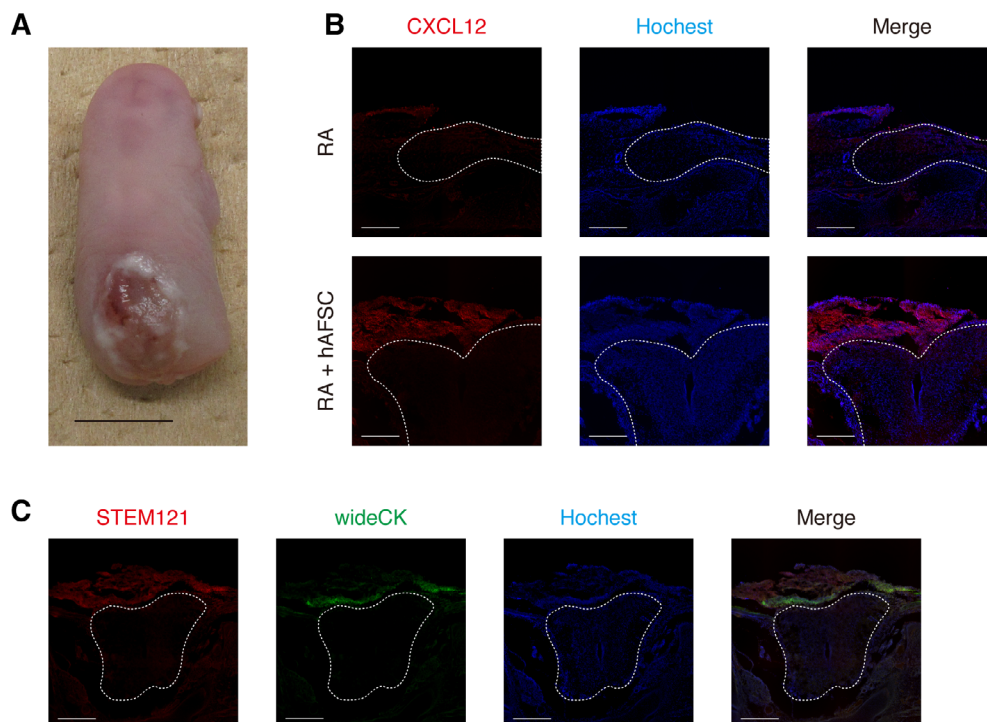 A
B
CXCL12
Hochest
Merge
RA
RA + hAFSC
C
STEM121
wideCK
Hochest
Merge